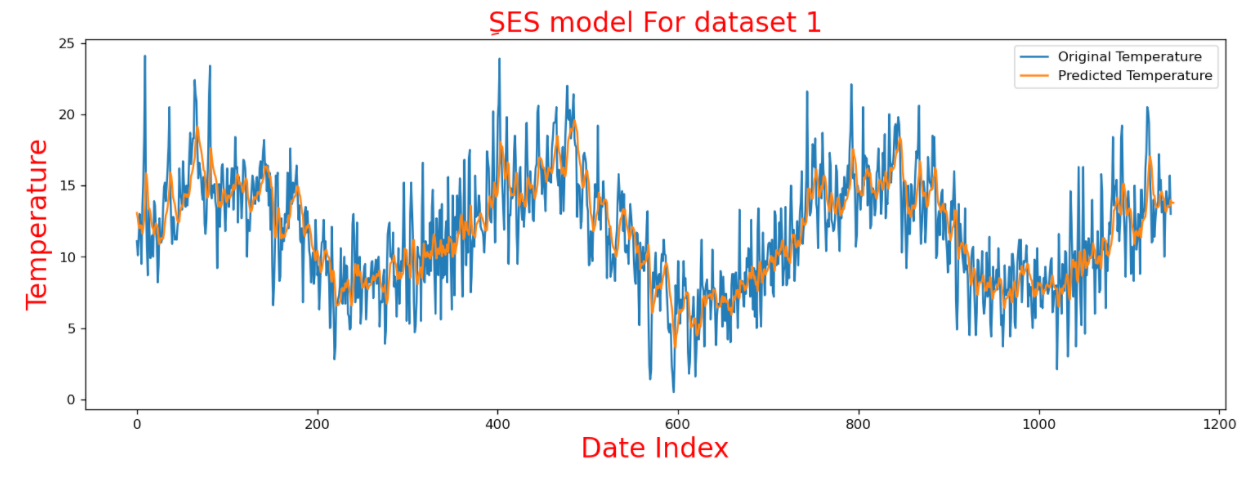 SES model For dataset 1
Original Temperature
Predicted Temperature
Temperature
25
20
15
10
5
0
0 200 400 600 800 1000 1200
Date Index